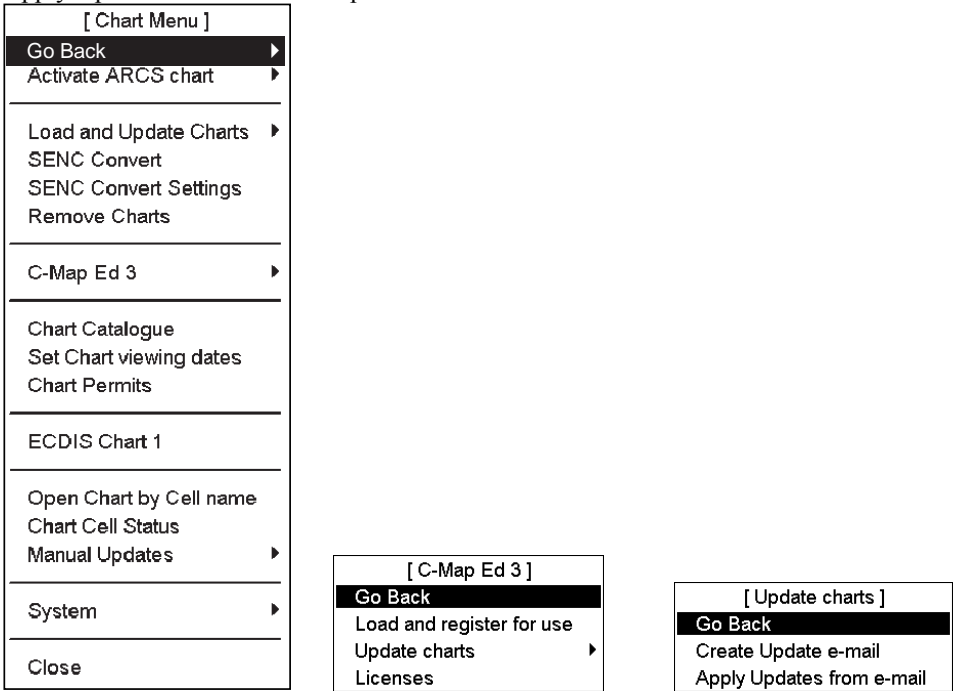 [ Chart Menu ]
Go Back
Activate ARCS chart
Load and Update Charts
SENC Convert
SENC Convert Settings
Remove Charts
C-Map Ed 3
Chart Catalogue
Set Chart viewing dates
Chart Permits
ECDIS Chart 1
Open Chart by Cell name
Chart Cell Status
Manual Updates
System
Close
[ C-Map Ed 3 ]
Go Back
Load and register for use
Update charts
Licenses
[ Update charts ]
Go Back
Create Update e-mail
Apply Updates from e-mail